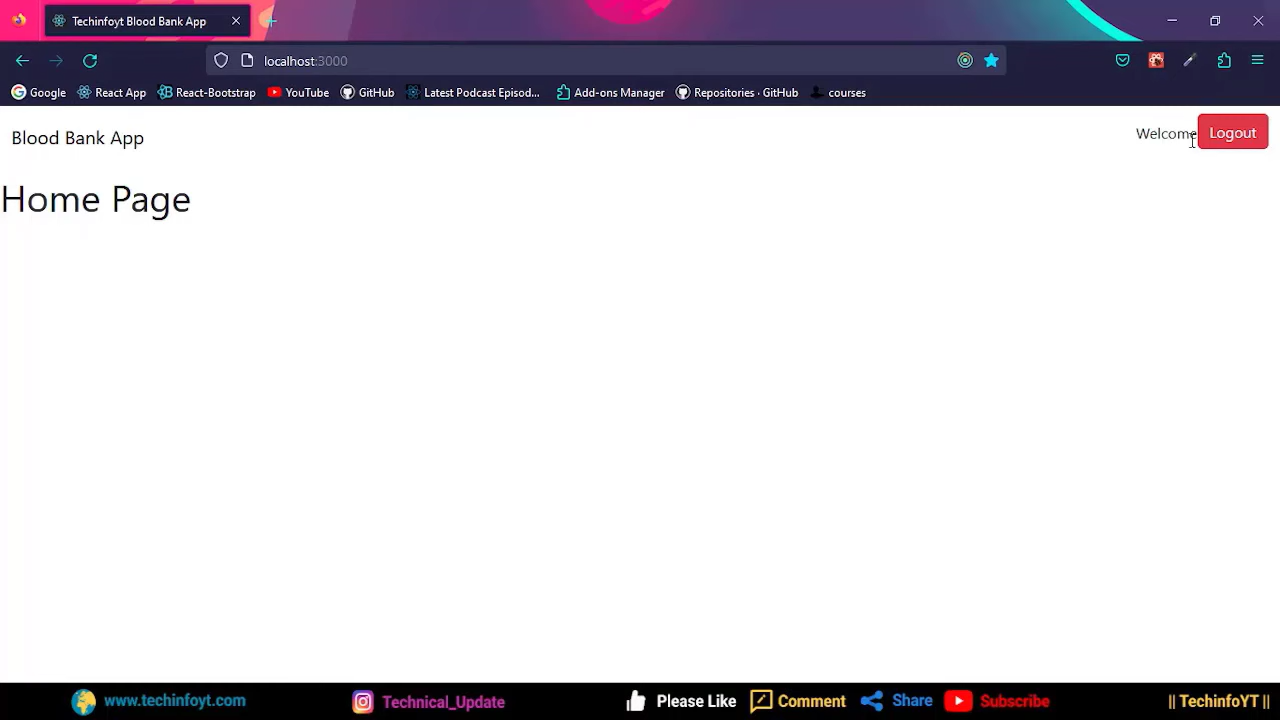 Techinfoyt Blood Bank App
localhost:3000
Google React App React-Bootstrap YouTube GitHub Latest Podcast Episod... Add-ons Manager Repositories · GitHub courses
Blood Bank App
Welcome Logout
Home Page
www.techinfoyt.com Technical_Update Please Like Comment Share Subscribe || TechinfoYT ||